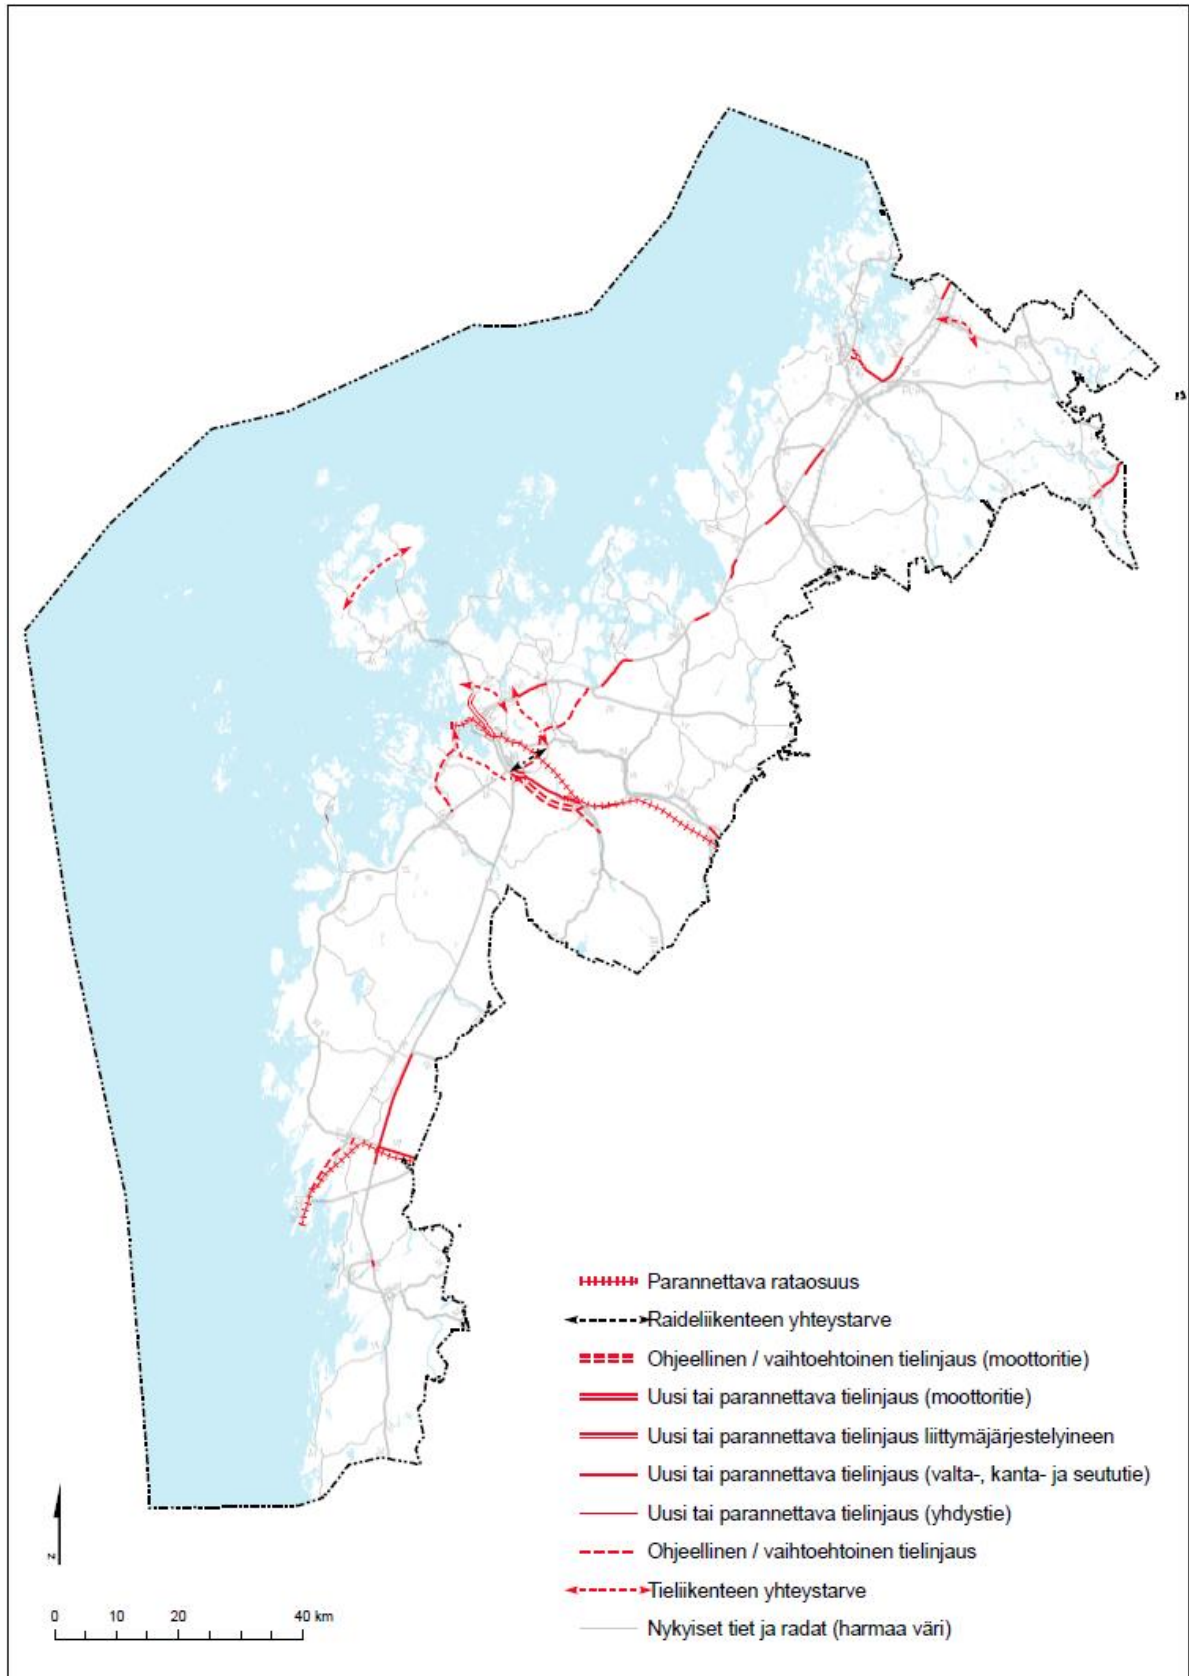 Parannettava rataosuus
Raideliikenteen yhteystarve
Ohjeellinen / vaihtoehtoinen tielinjaus (moottoritie)
Uusi tai parannettava tielinjaus (moottoritie)
Uusi tai parannettava tielinjaus liittymäjärjestelyineen
Uusi tai parannettava tielinjaus (valta-, kanta- ja seututie)
Uusi tai parannettava tielinjaus (yhdystie)
Ohjeellinen / vaihtoehtoinen tielinjaus
Tieliikenteen yhteystarve
Nykyiset tiet ja radat (harmaa väri)
N
0 10 20 40 km